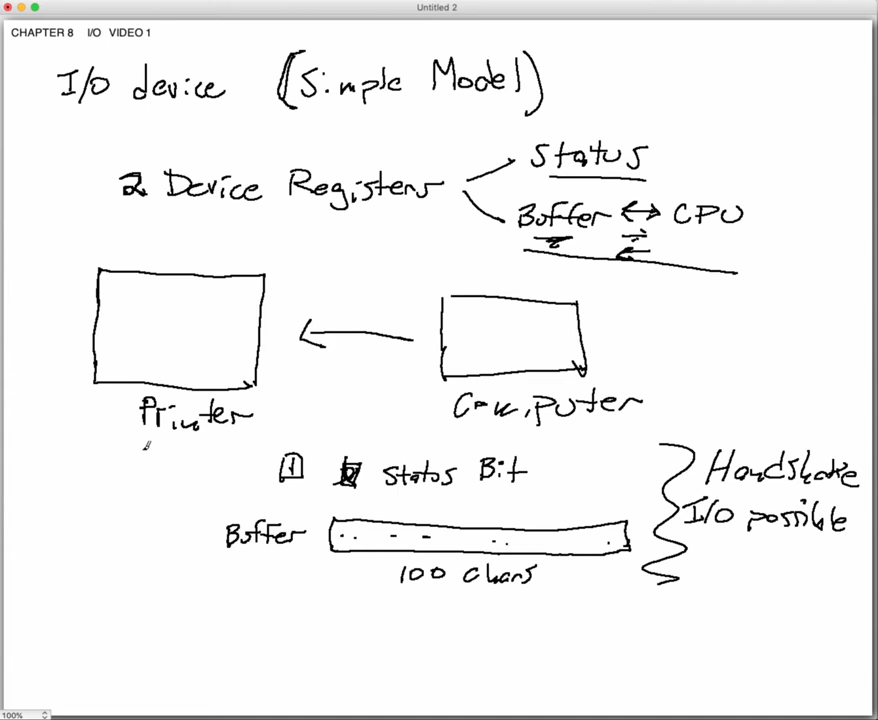 Untitled 2
CHAPTER 8 I/O VIDEO 1
I/O device (Simple Model)
2 Device Registers
Status
Buffer ↔ CPU
Printer
Computer
1 Status Bit
Buffer
100 chars
Handshake
I/O possible
100%